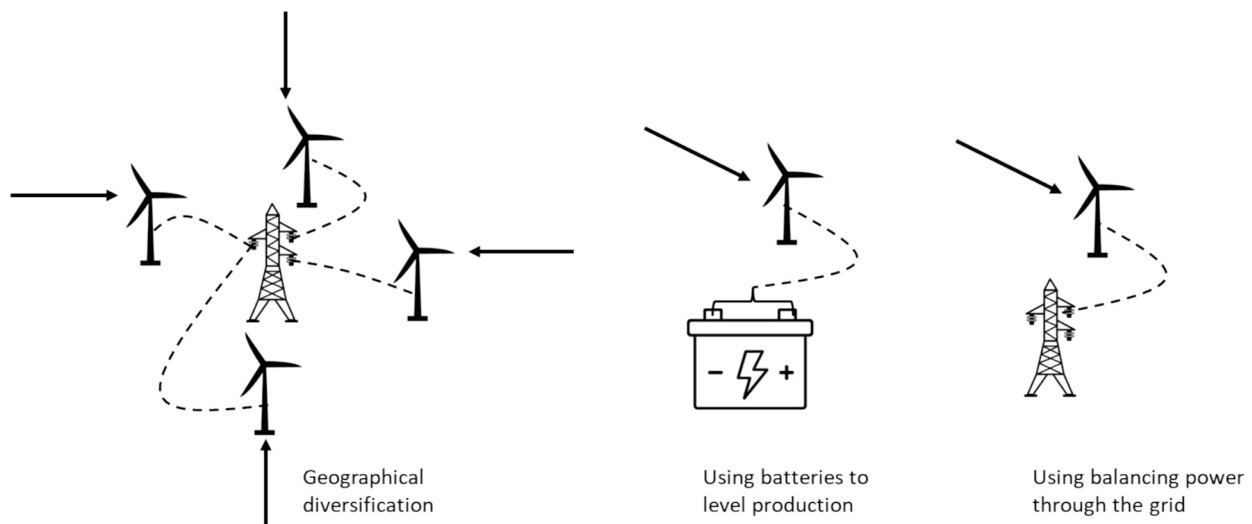 Geographical
diversification
Using batteries to
level production
Using balancing power
through the grid